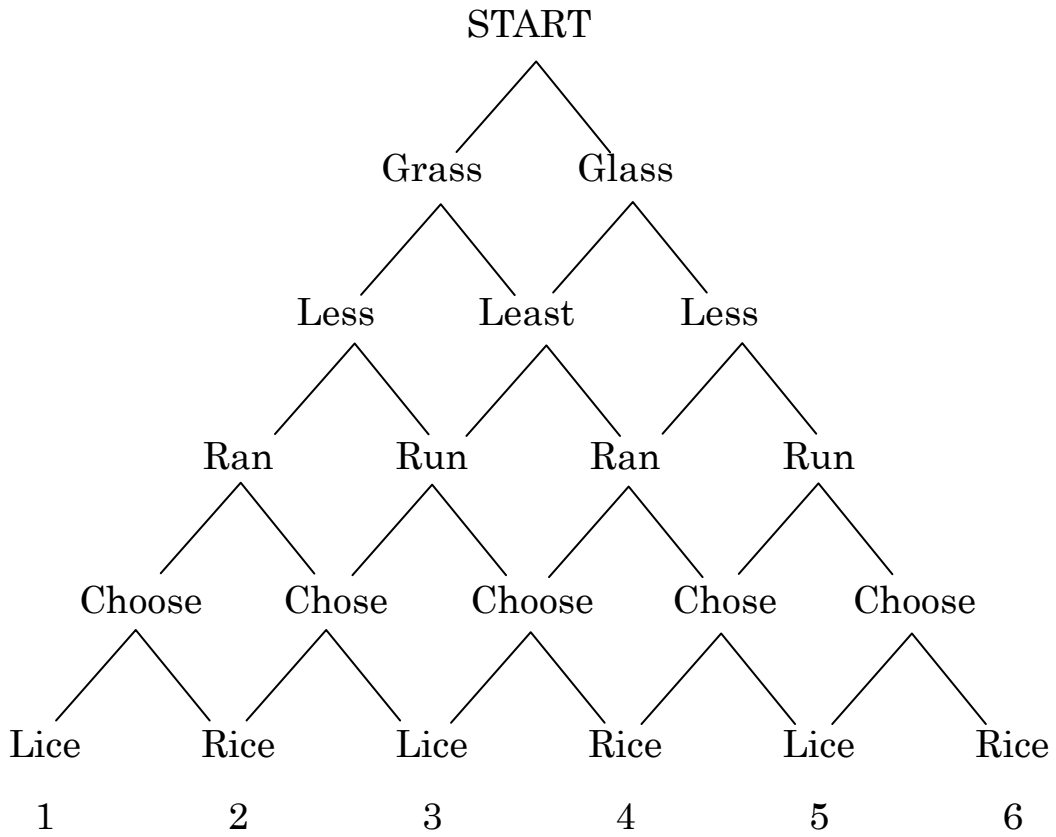 START
Grass Glass
Less Least Less
Ran Run Ran Run
Choose Chose Choose Chose Choose
Lice Rice Lice Rice Lice Rice
1 2 3 4 5 6